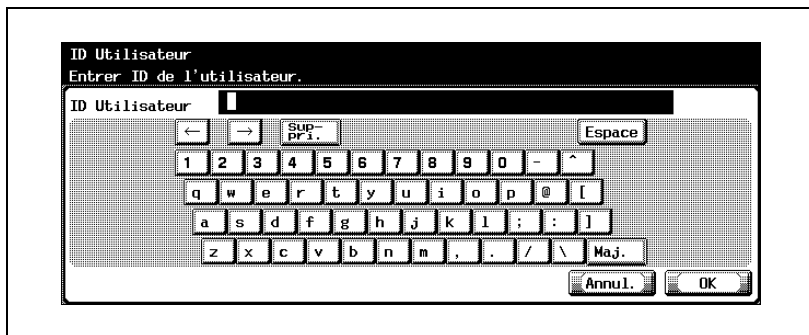 ID Utilisateur
Entrer ID de l'utilisateur.
ID Utilisateur
← → Sup-
pri. Espace
1 2 3 4 5 6 7 8 9 0 - ^
q w e r t y u i o p @ [
a s d f g h j k l ; : ]
z x c v b n m , . / \ Maj.
Annul. OK